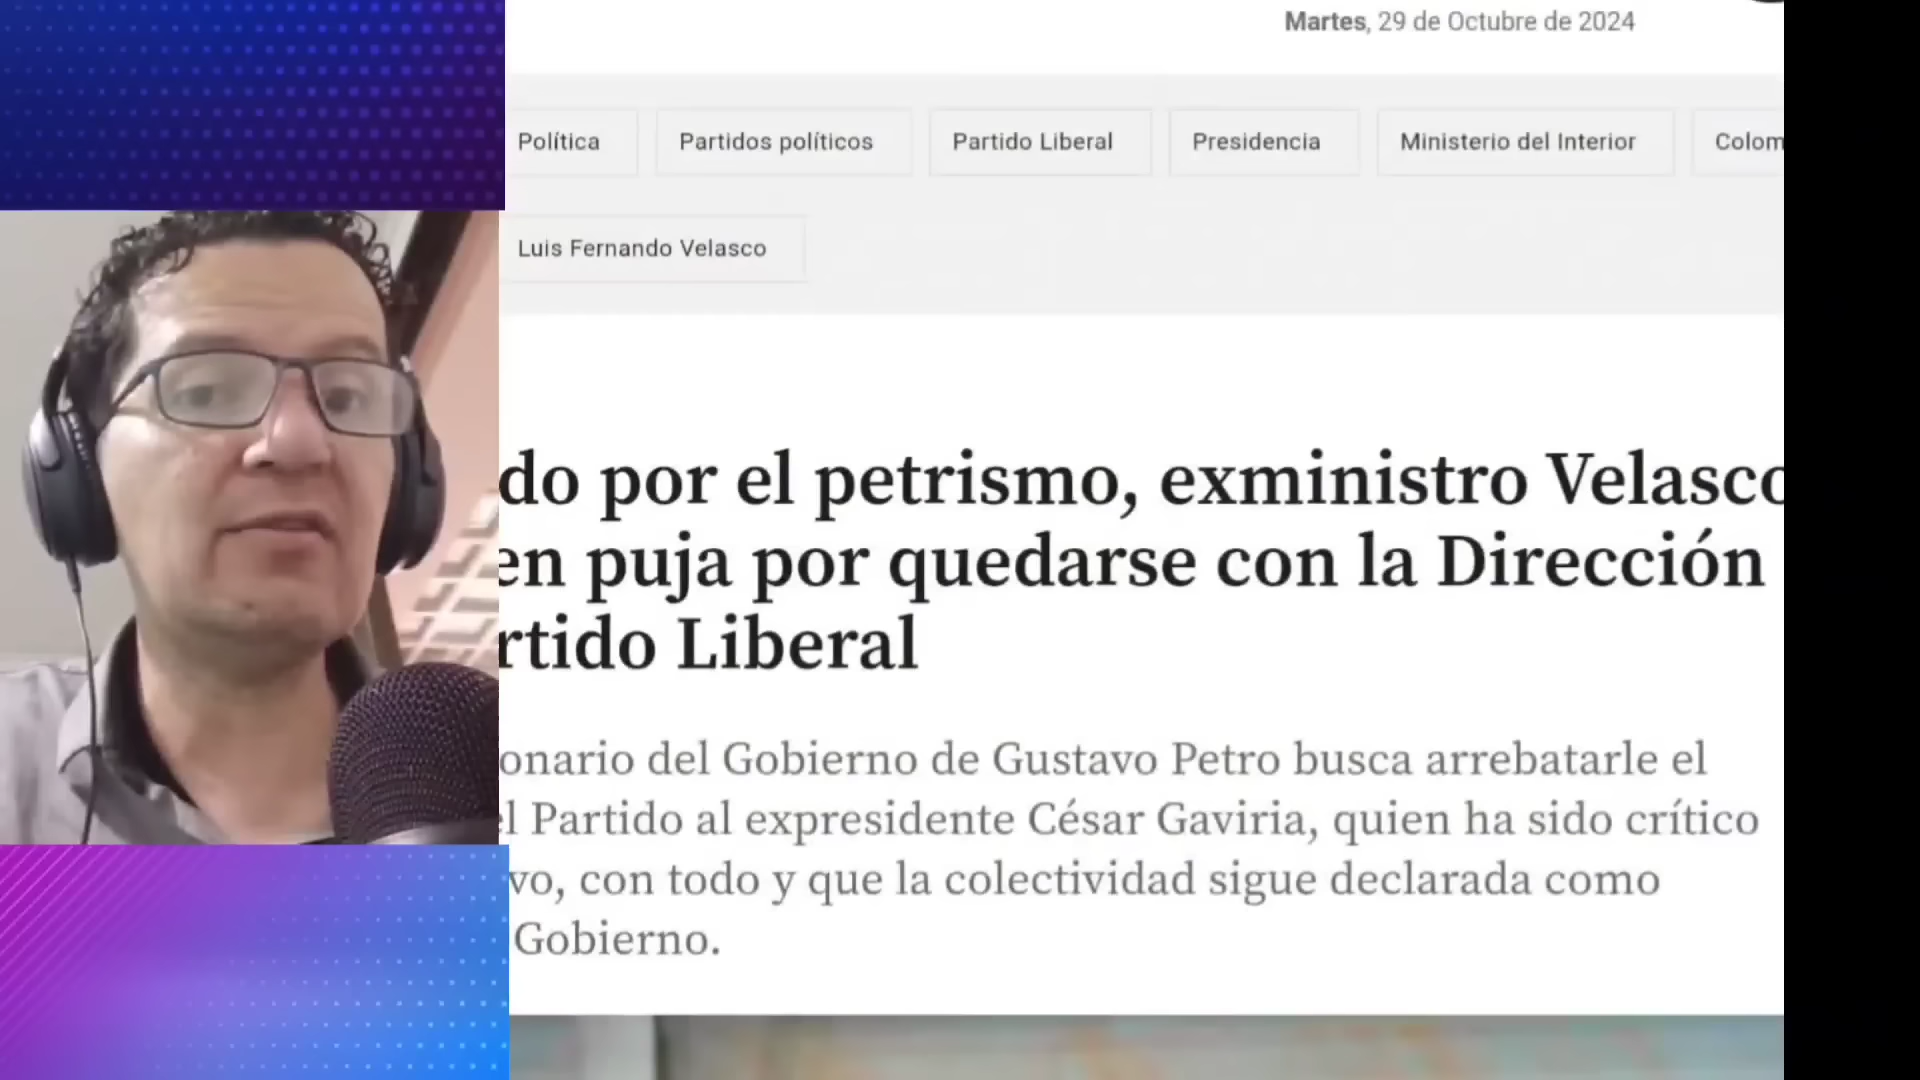 Martes, 29 de Octubre de 2024
Política Partidos políticos Partido Liberal Presidencia Ministerio del Interior Colom
Luis Fernando Velasco
do por el petrismo, exministro Velasco
en puja por quedarse con la Dirección
rtido Liberal
onario del Gobierno de Gustavo Petro busca arrebatarle el
el Partido al expresidente César Gaviria, quien ha sido crítico
vo, con todo y que la colectividad sigue declarada como
Gobierno.